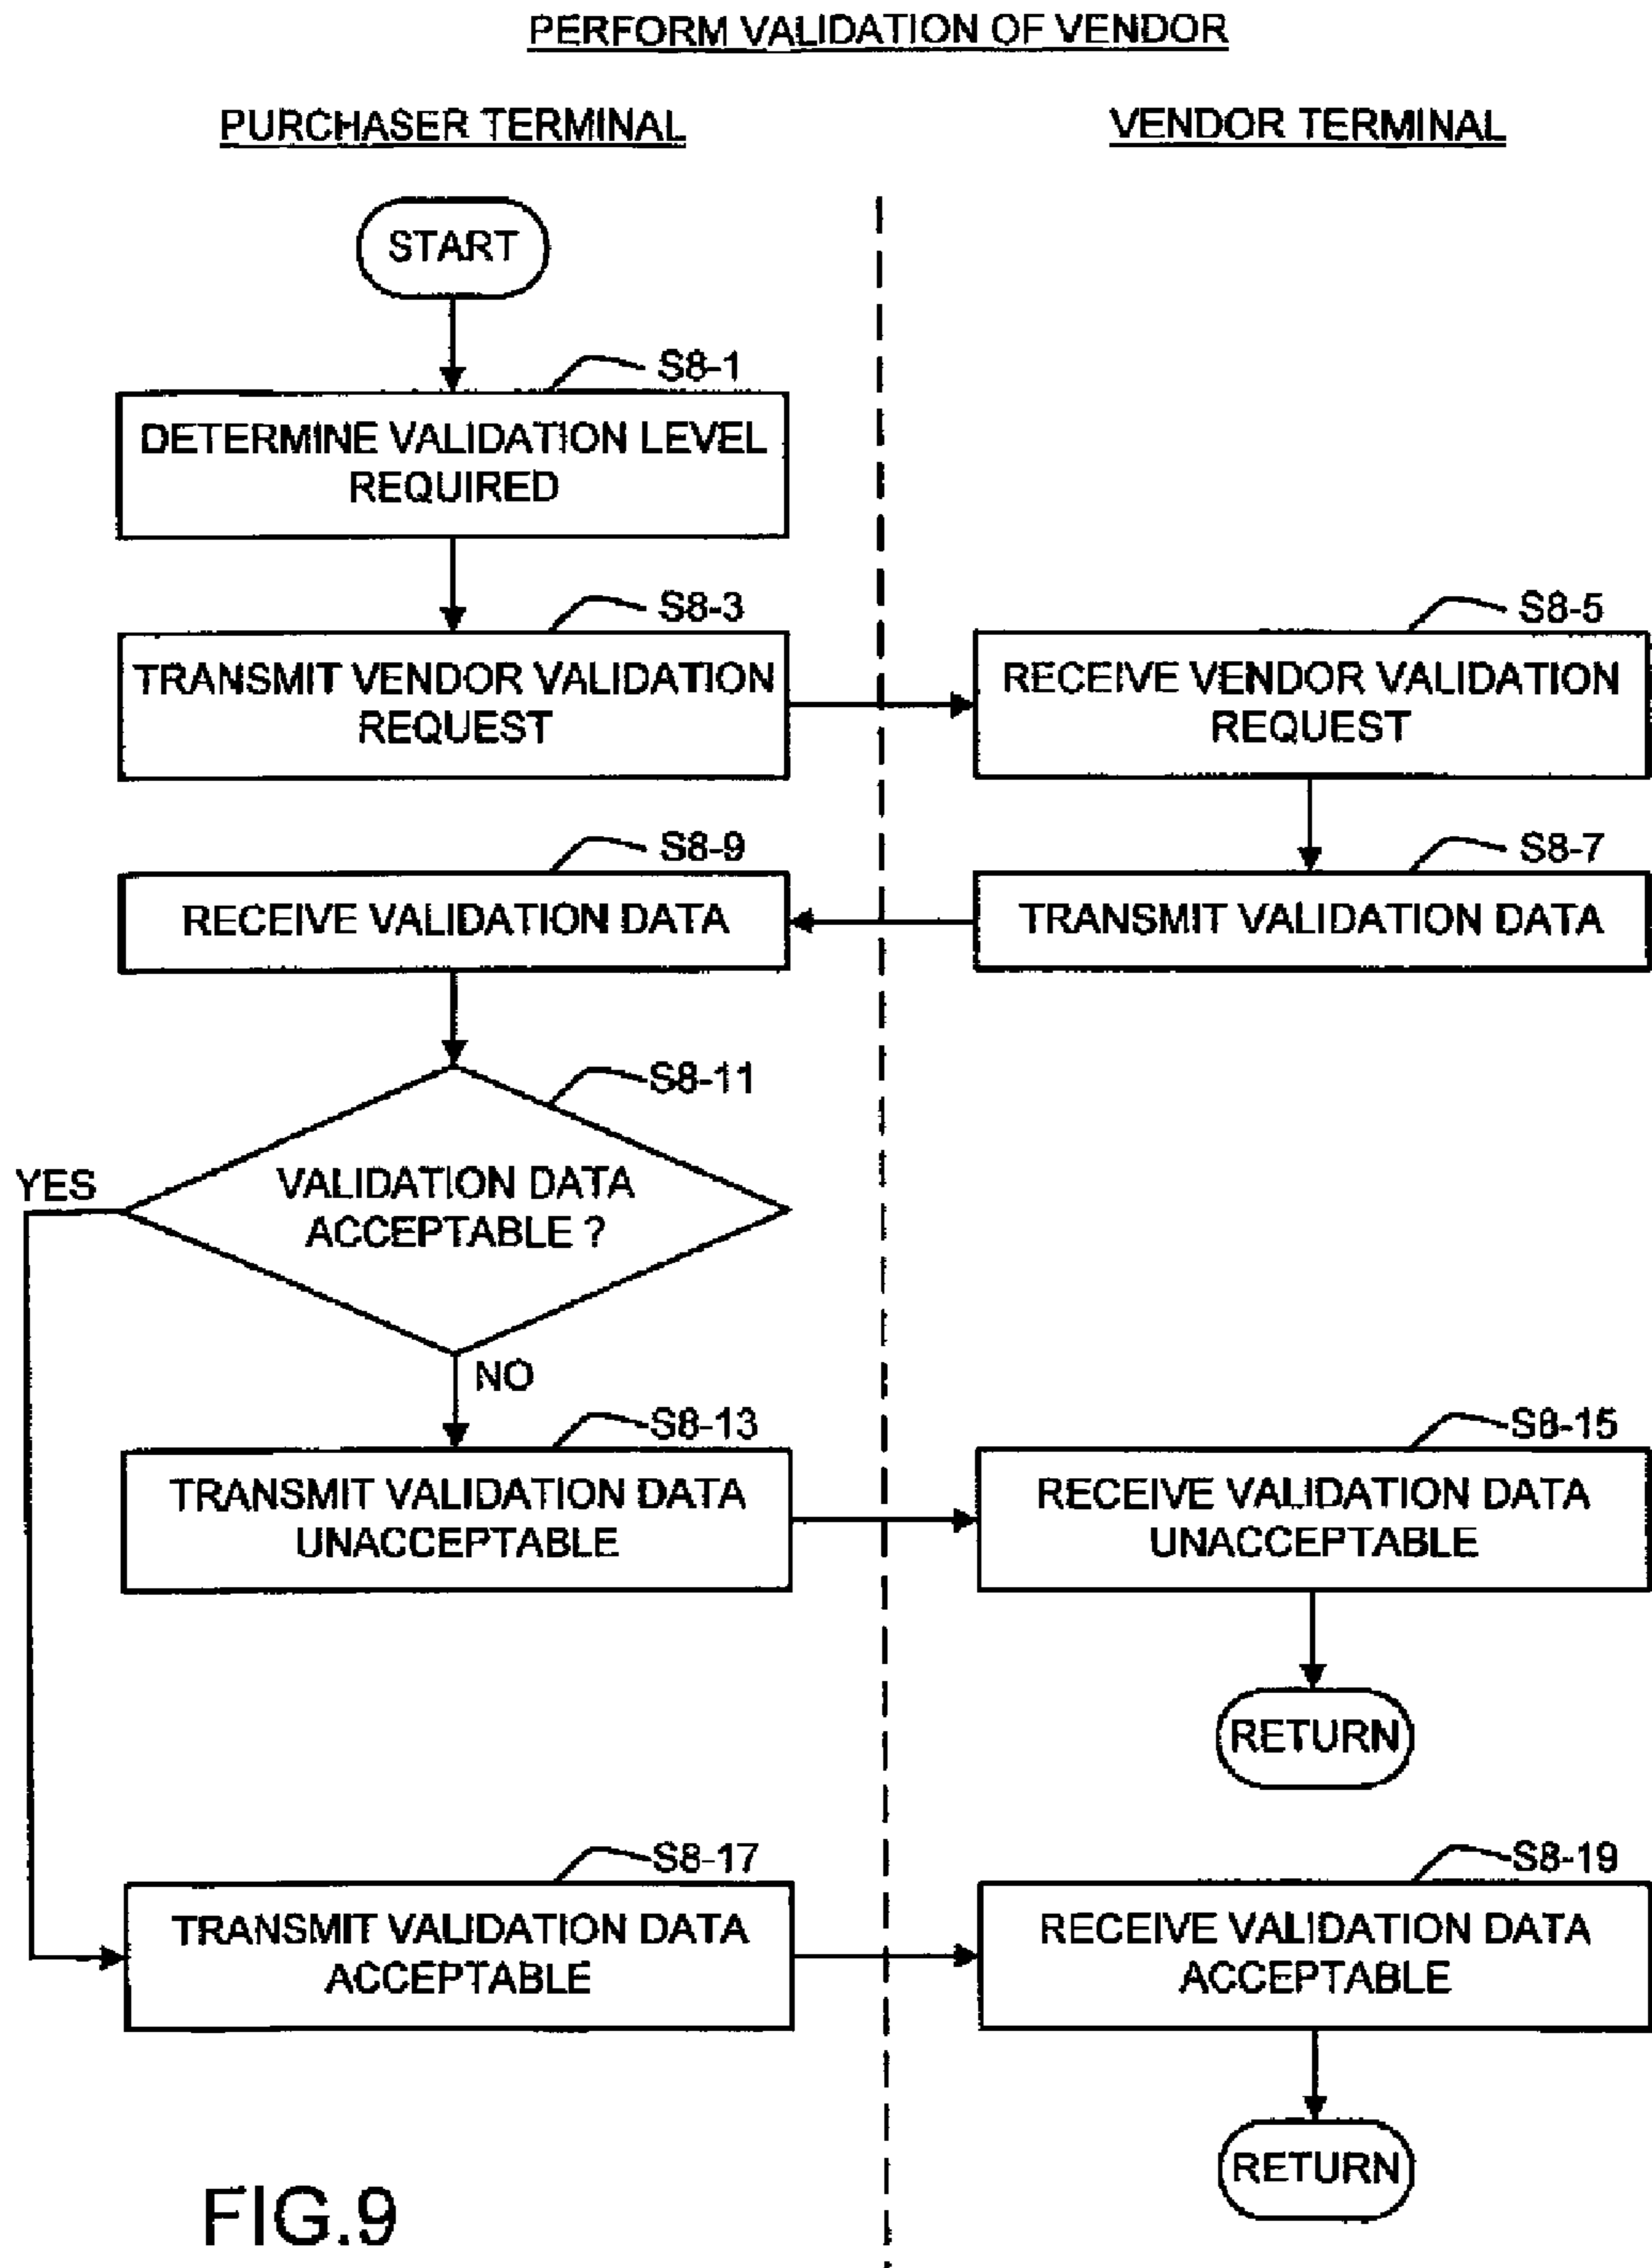 PERFORM VALIDATION OF VENDOR
PURCHASER TERMINAL
VENDOR TERMINAL
START
S8-1
DETERMINE VALIDATION LEVEL
REQUIRED
S8-3
TRANSMIT VENDOR VALIDATION
REQUEST
S8-5
RECEIVE VENDOR VALIDATION
REQUEST
S8-9
RECEIVE VALIDATION DATA
S8-7
TRANSMIT VALIDATION DATA
S8-11
VALIDATION DATA
ACCEPTABLE ?
YES
NO
S8-13
TRANSMIT VALIDATION DATA
UNACCEPTABLE
S8-15
RECEIVE VALIDATION DATA
UNACCEPTABLE
RETURN
S8-17
TRANSMIT VALIDATION DATA
ACCEPTABLE
S8-19
RECEIVE VALIDATION DATA
ACCEPTABLE
RETURN
FIG.9